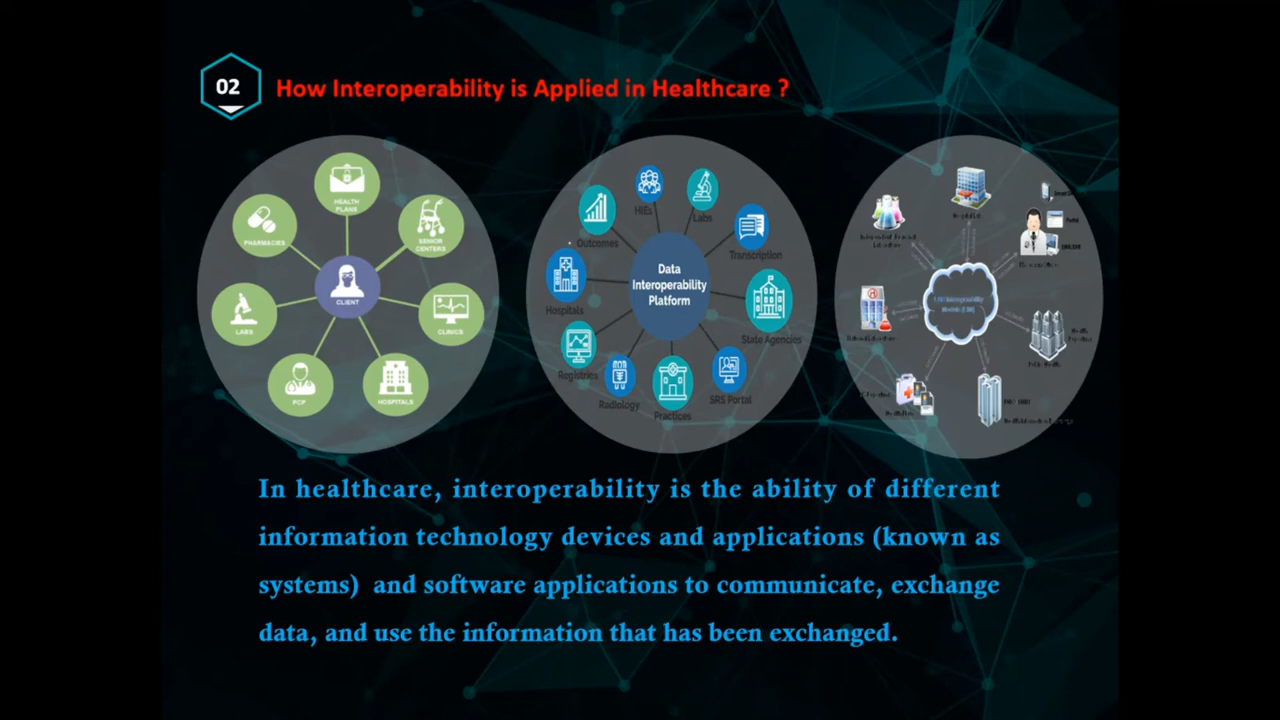 02
How Interoperability is Applied in Healthcare ?
HEALTH
PLANS
PHARMACIES
SENIOR
CENTERS
CLIENT
LABS
CLINICS
PCP
HOSPITALS
HIEs
Labs
Outcomes
Transcription
Data
Interoperability
Platform
Hospitals
State Agencies
Registries
Radiology
Practices
SRS Portal
Portal
In healthcare, interoperability is the ability of different
information technology devices and applications (known as
systems) and software applications to communicate, exchange
data, and use the information that has been exchanged.